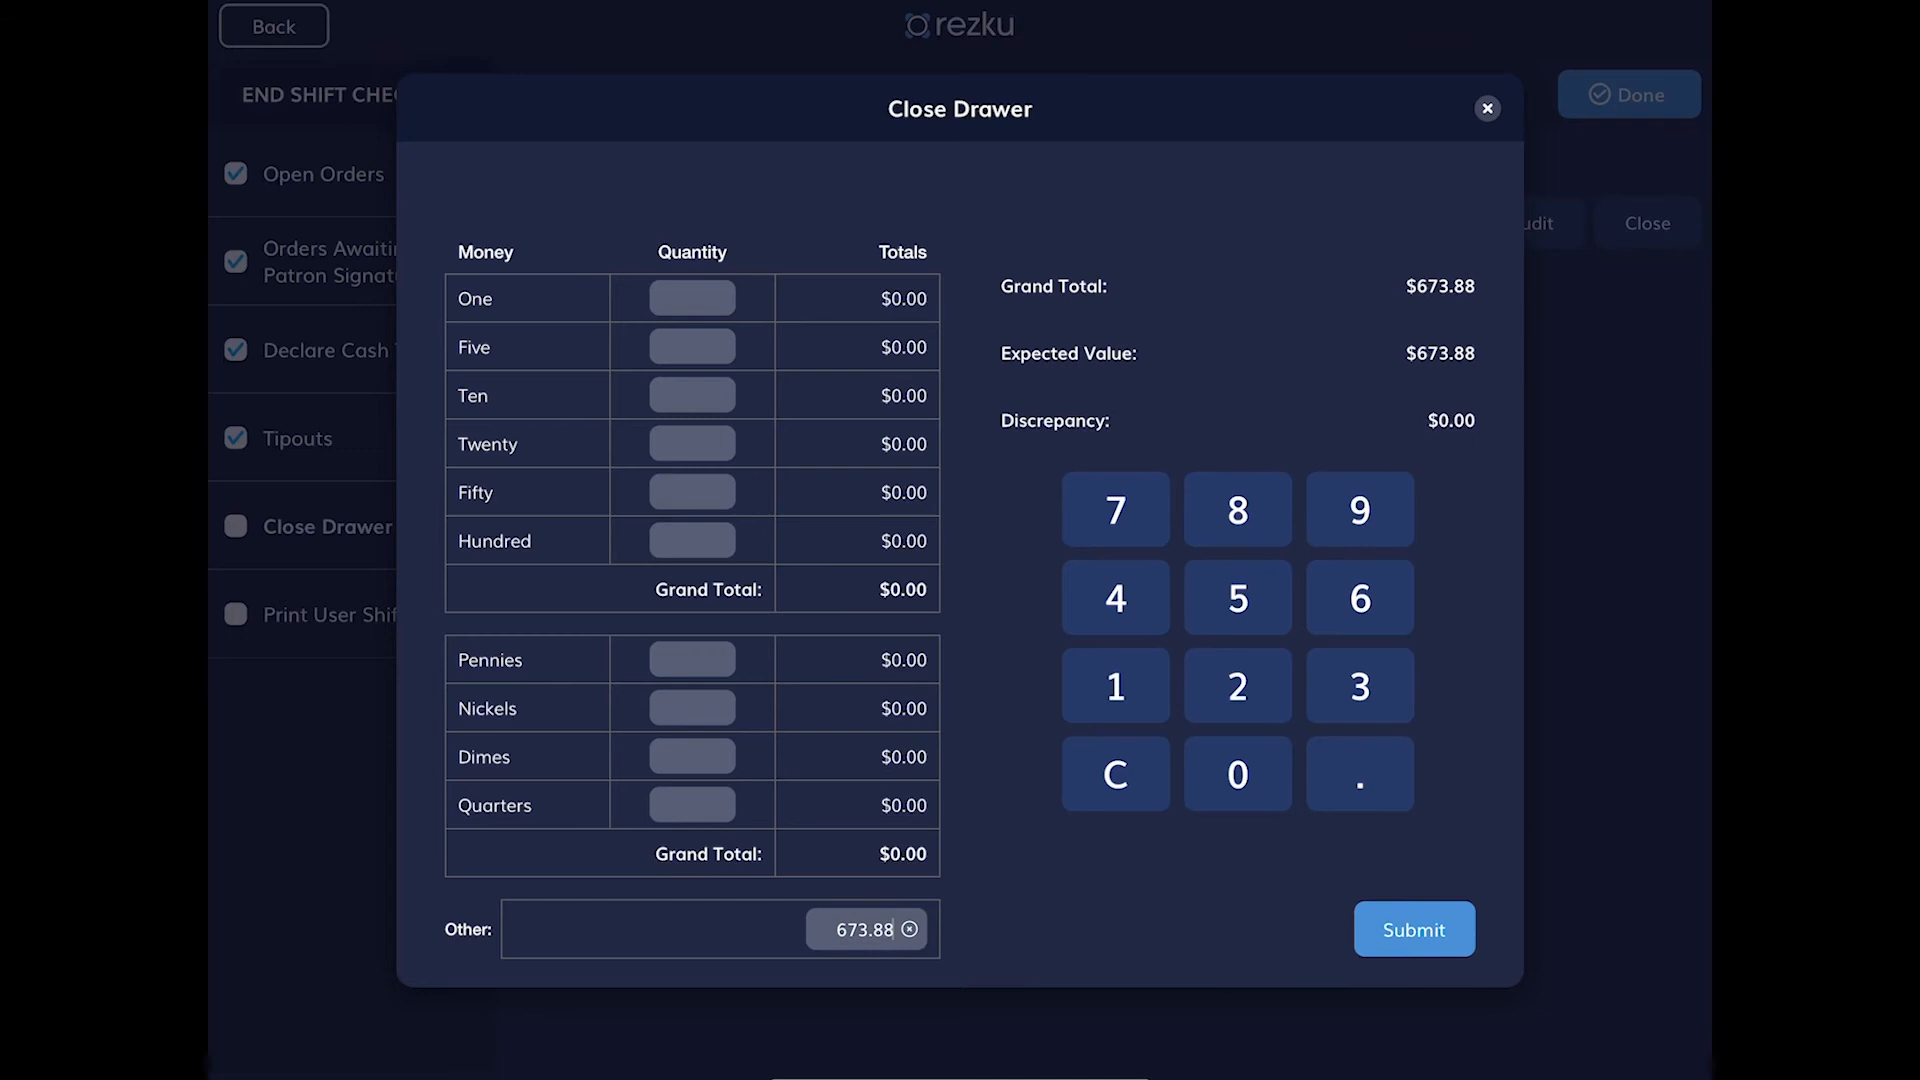 Back
rezku
END SHIFT CHE
Done
Close Drawer
Open Orders
Orders Awaiti
Patron Signat
Declare Cash
Tipouts
Close Drawer
Print User Shif
udit
Close
Money Quantity Totals
One $0.00
Five $0.00
Ten $0.00
Twenty $0.00
Fifty $0.00
Hundred $0.00
Grand Total: $0.00
Pennies $0.00
Nickels $0.00
Dimes $0.00
Quarters $0.00
Grand Total: $0.00
Other: 673.88
Grand Total: $673.88
Expected Value: $673.88
Discrepancy: $0.00
7 8 9
4 5 6
1 2 3
C 0 .
Submit